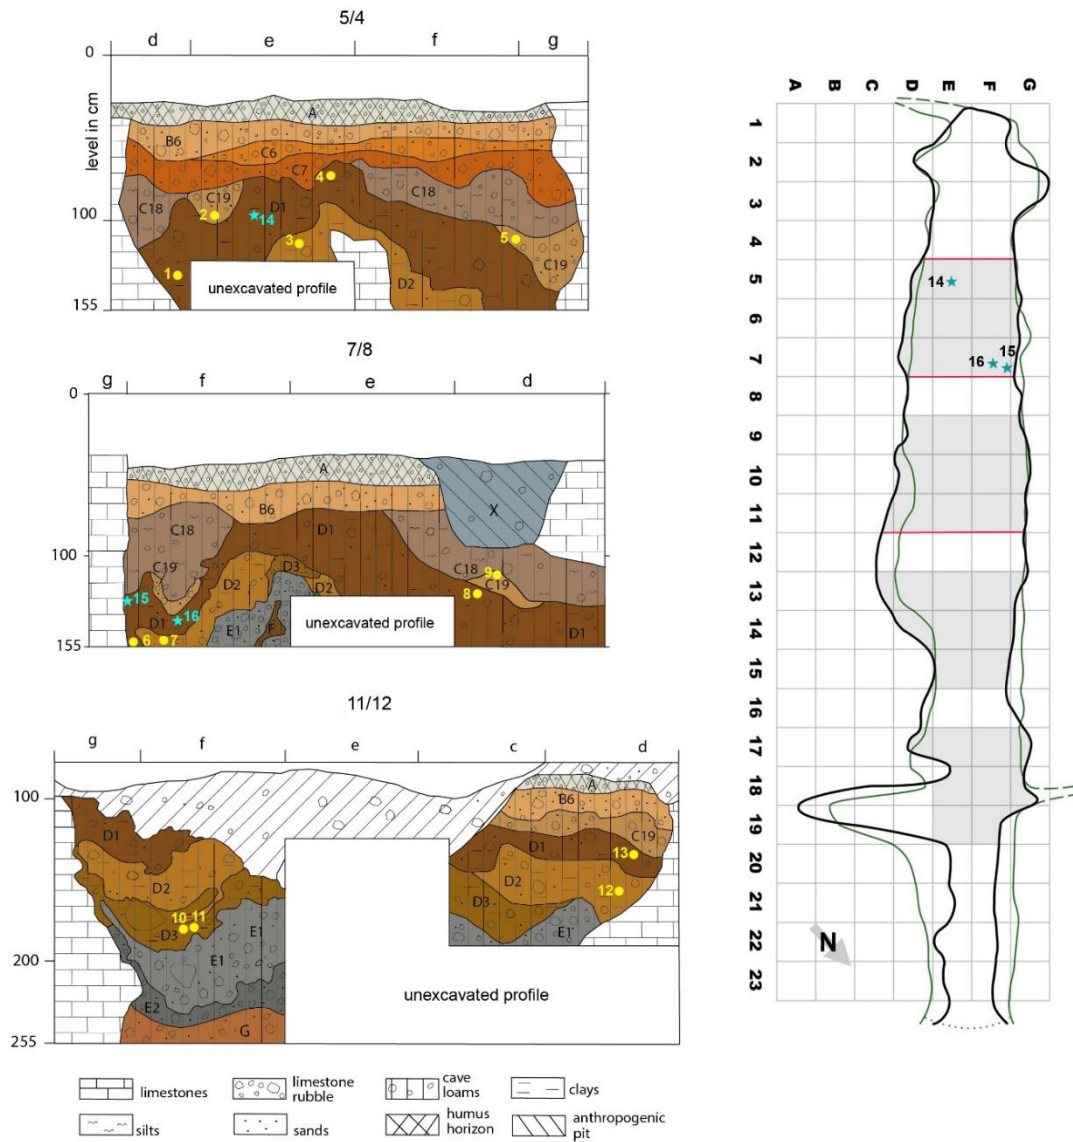 5/4
d e f g
0
level in cm
A
B6
C6
C7
4
C18
C19
2
C18
D1
14
100
3
5
1
C19
D2
unexcavated profile
155
7/8
g f e d
0
A
B6
X
C18
D1
100
D3
C18
9
C19
D2
D2
C19
8
15
D1
16
E1
F
unexcavated profile
D1
6
7
155
11/12
g f e c d
A
100
B6
D1
D1
C19
13
D2
D2
12
10 11
D3
D3
E1
E1
E1
200
unexcavated profile
E2
G
255
limestones
limestone rubble
cave loams
clays
silts
sands
humus horizon
anthropogenic pit
A B C D E F G
1
2
3
4
5
14
6
7
16
15
8
9
10
11
12
13
14
15
16
17
18
19
20
21
22
23
N